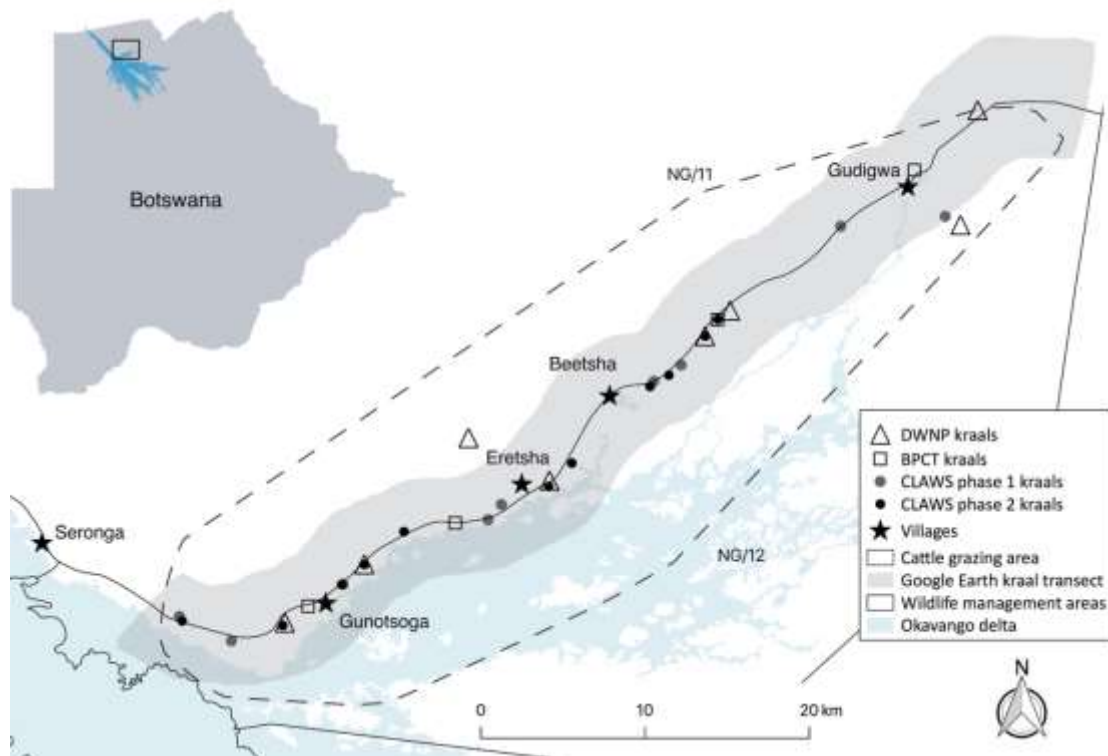 Botswana
NG/11
Gudigwa
Beetsha
Eretsha
Seronga
Gunotsoga
NG/12
DWNP kraals
BPCT kraals
CLAWS phase 1 kraals
CLAWS phase 2 kraals
Villages
Cattle grazing area
Google Earth kraal transect
Wildlife management areas
Okavango delta
N
0 10 20 km